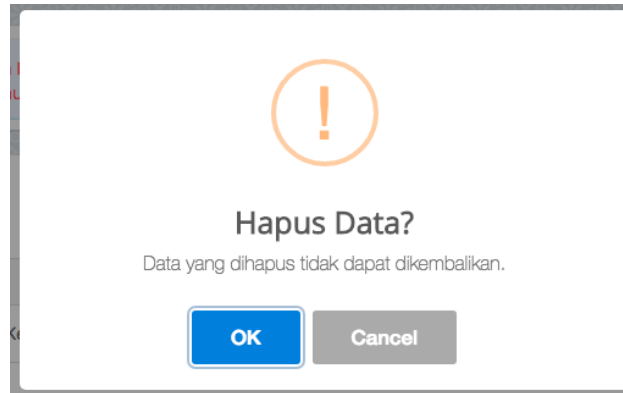 !
Hapus Data?
Data yang dihapus tidak dapat dikembalikan.
OK
Cancel